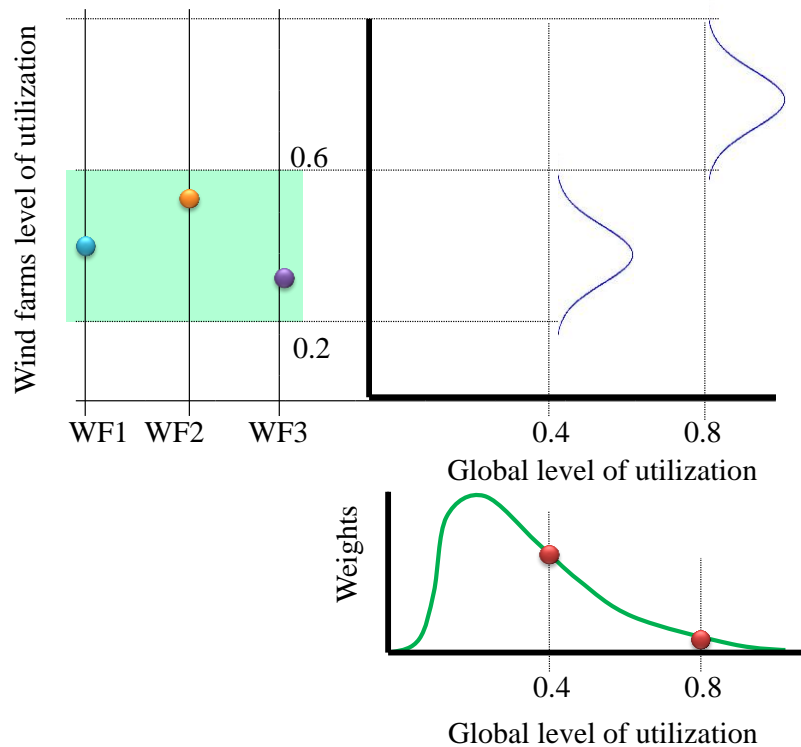 Wind farms level of utilization
0.6
0.2
WF1 WF2 WF3
0.4 0.8
Global level of utilization
Weights
0.4 0.8
Global level of utilization